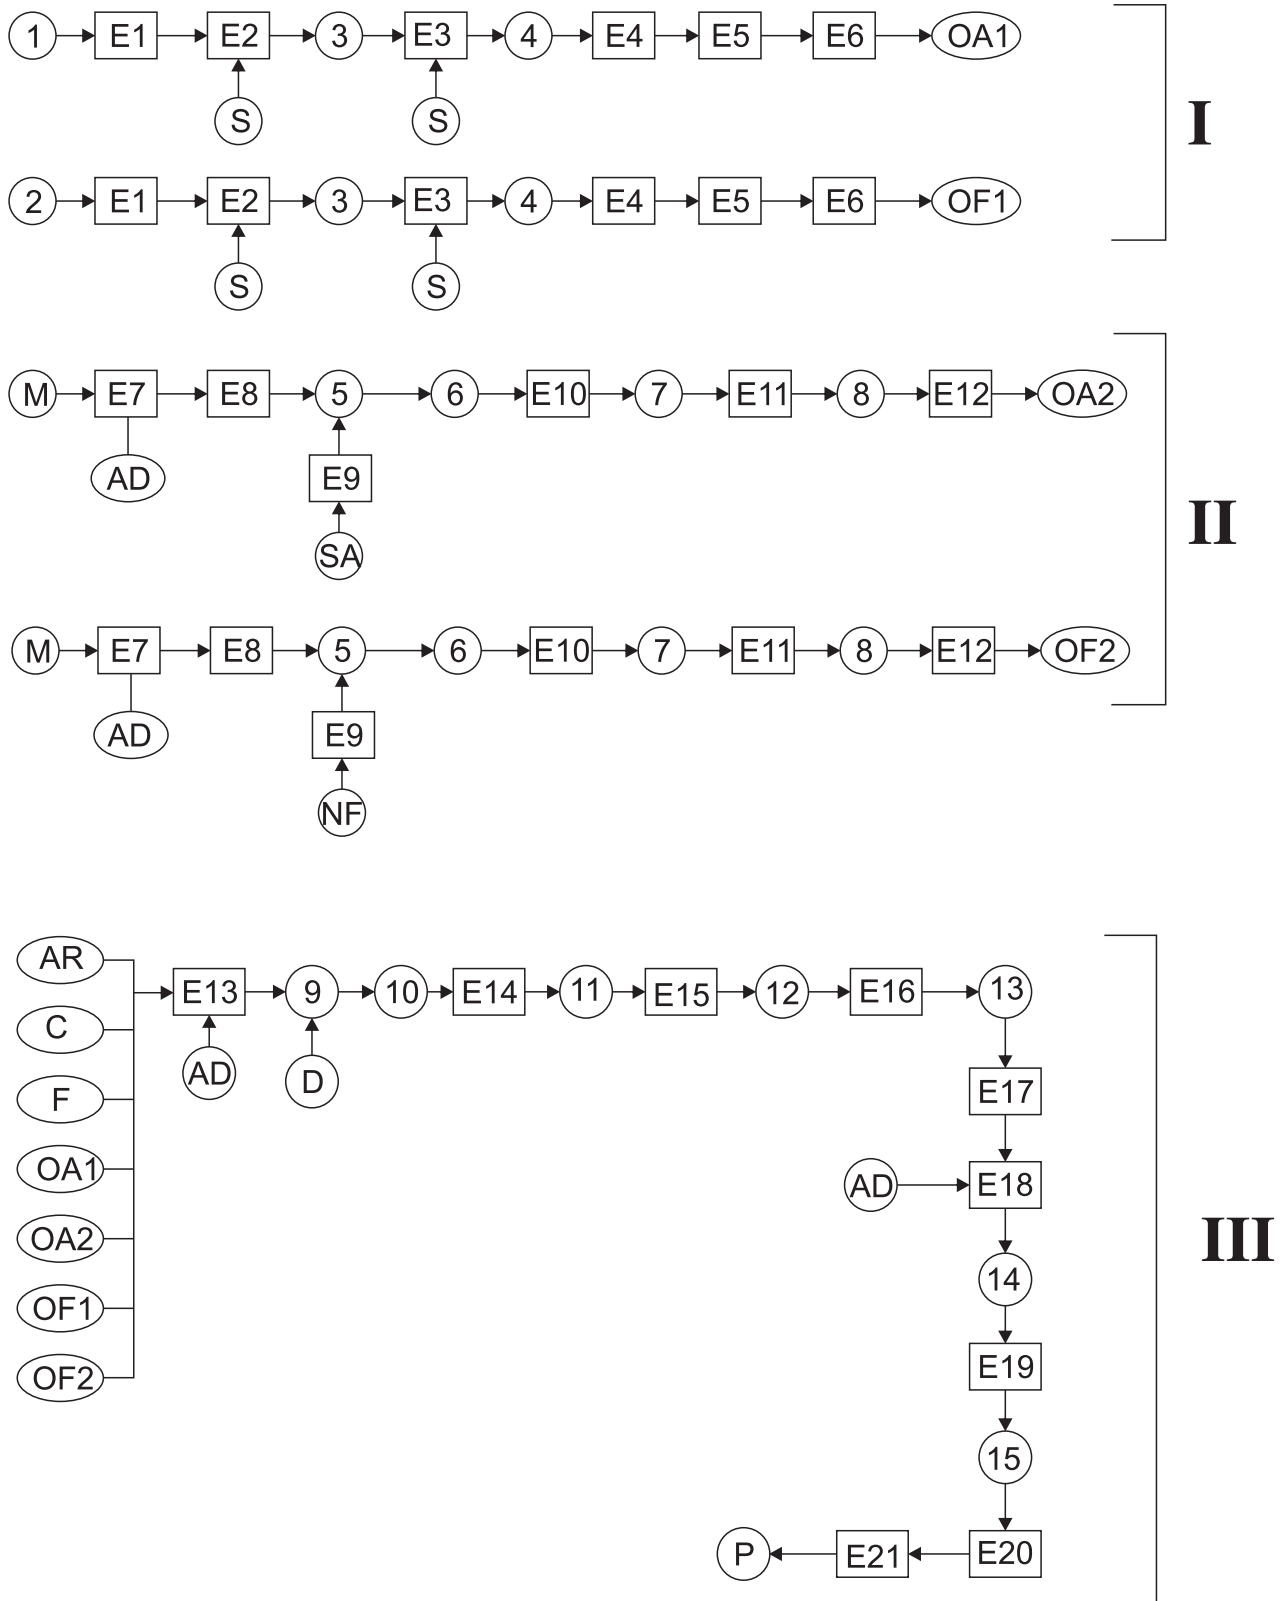 1 E1 E2 3 E3 4 E4 E5 E6 OA1
S S
I
2 E1 E2 3 E3 4 E4 E5 E6 OF1
S S
M E7 E8 5 6 E10 7 E11 8 E12 OA2
AD E9
SA
II
M E7 E8 5 6 E10 7 E11 8 E12 OF2
AD E9
NF
AR
C
F
OA1
OA2
OF1
OF2
E13 9 10 E14 11 E15 12 E16 13
AD D
E17
AD E18
14
E19
15
P E21 E20
III